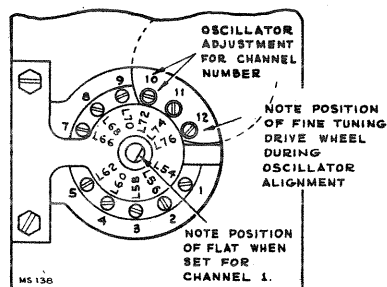 OSCILLATOR
ADJUSTMENT
FOR CHANNEL
NUMBER
NOTE POSITION
OF FINE TUNING
DRIVE WHEEL
DURING
OSCILLATOR
ALIGNMENT
NOTE POSITION
OF FLAT WHEN
SET FOR
CHANNEL 1.
7
8
9
10
11
12
1
2
3
4
5
L66
L68
L70
L72
L74
L76
L54
L56
L58
L60
L62
MS 138